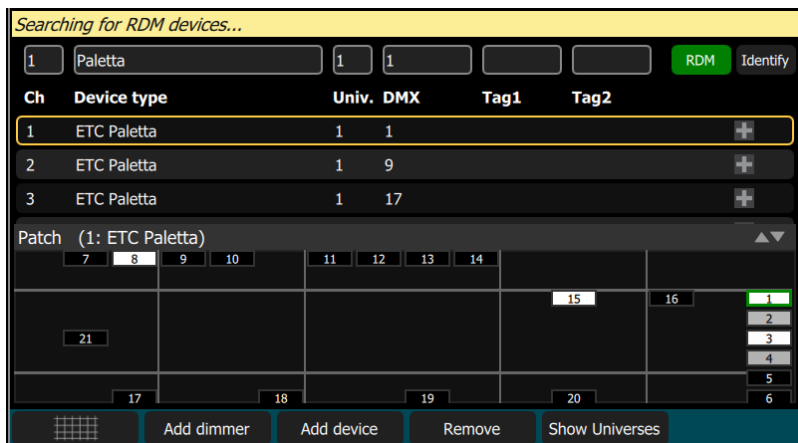 Searching for RDM devices...
1 Paletta 1 1 RDM Identify
Ch Device type Univ. DMX Tag1 Tag2
1 ETC Paletta 1 1
2 ETC Paletta 1 9
3 ETC Paletta 1 17
Patch (1: ETC Paletta)
7 8 9 10 11 12 13 14
15 16 1
2
21 3
4
5
17 18 19 20 6
Add dimmer Add device Remove Show Universes